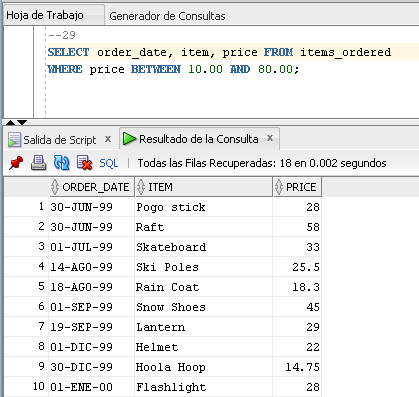 Hoja de Trabajo Generador de Consultas
--29
SELECT order_date, item, price FROM items_ordered
WHERE price BETWEEN 10.00 AND 80.00;
Salida de Script x Resultado de la Consulta x
SQL | Todas las Filas Recuperadas: 18 en 0.002 segundos
ORDER_DATE ITEM PRICE
1 30-JUN-99 Pogo stick 28
2 30-JUN-99 Raft 58
3 01-JUL-99 Skateboard 33
4 14-AGO-99 Ski Poles 25.5
5 18-AGO-99 Rain Coat 18.3
6 01-SEP-99 Snow Shoes 45
7 19-SEP-99 Lantern 29
8 01-DIC-99 Helmet 22
9 30-DIC-99 Hoola Hoop 14.75
10 01-ENE-00 Flashlight 28